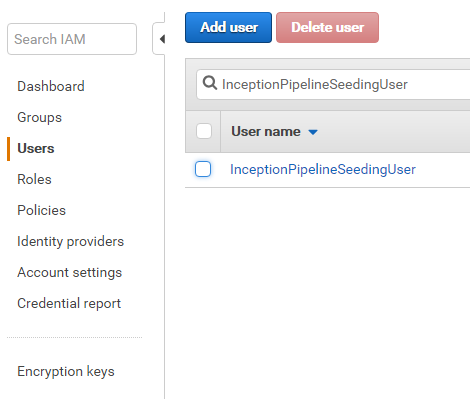 Search IAM
Dashboard
Groups
Users
Roles
Policies
Identity providers
Account settings
Credential report
Encryption keys
Add user
Delete user
InceptionPipelineSeedingUser
User name
InceptionPipelineSeedingUser